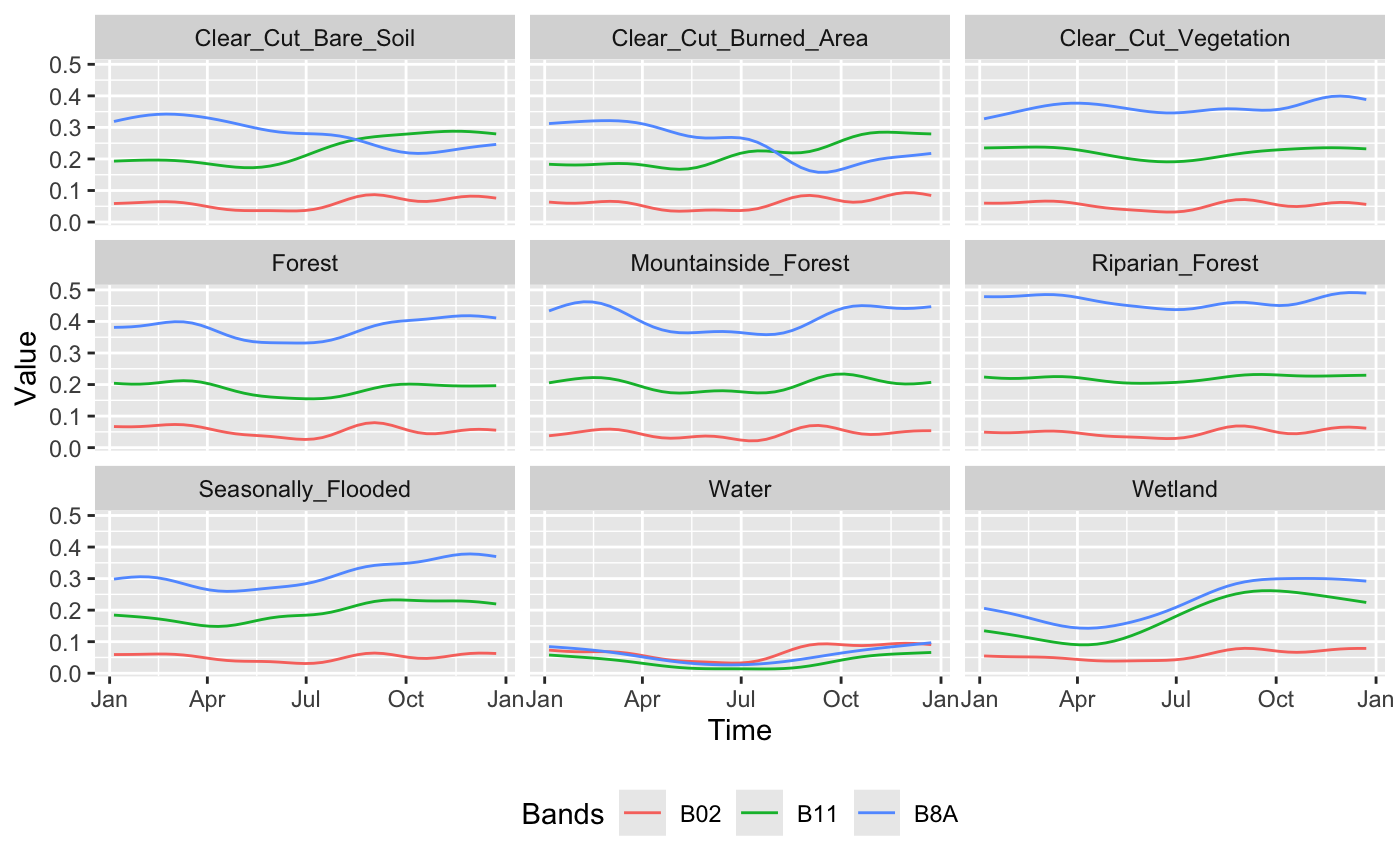 Clear_Cut_Bare_Soil Clear_Cut_Burned_Area Clear_Cut_Vegetation
0.5
0.4
0.3
0.2
0.1
0.0
Forest Mountainside_Forest Riparian_Forest
0.5
0.4
0.3
0.2
0.1
0.0
Value
Seasonally_Flooded Water Wetland
0.5
0.4
0.3
0.2
0.1
0.0
Jan Apr Jul Oct Jan Jan Apr Jul Oct Jan Jan Apr Jul Oct Jan
Time
Bands B02 B11 B8A